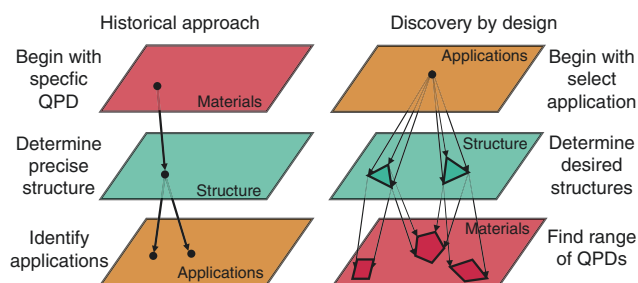 Historical approach
Discovery by design
Begin with
specfic
QPD
Materials
Applications
Begin with
select
application
Determine
precise
structure
Structure
Structure
Determine
desired
structures
Identify
applications
Applications
Materials
Find range
of QPDs